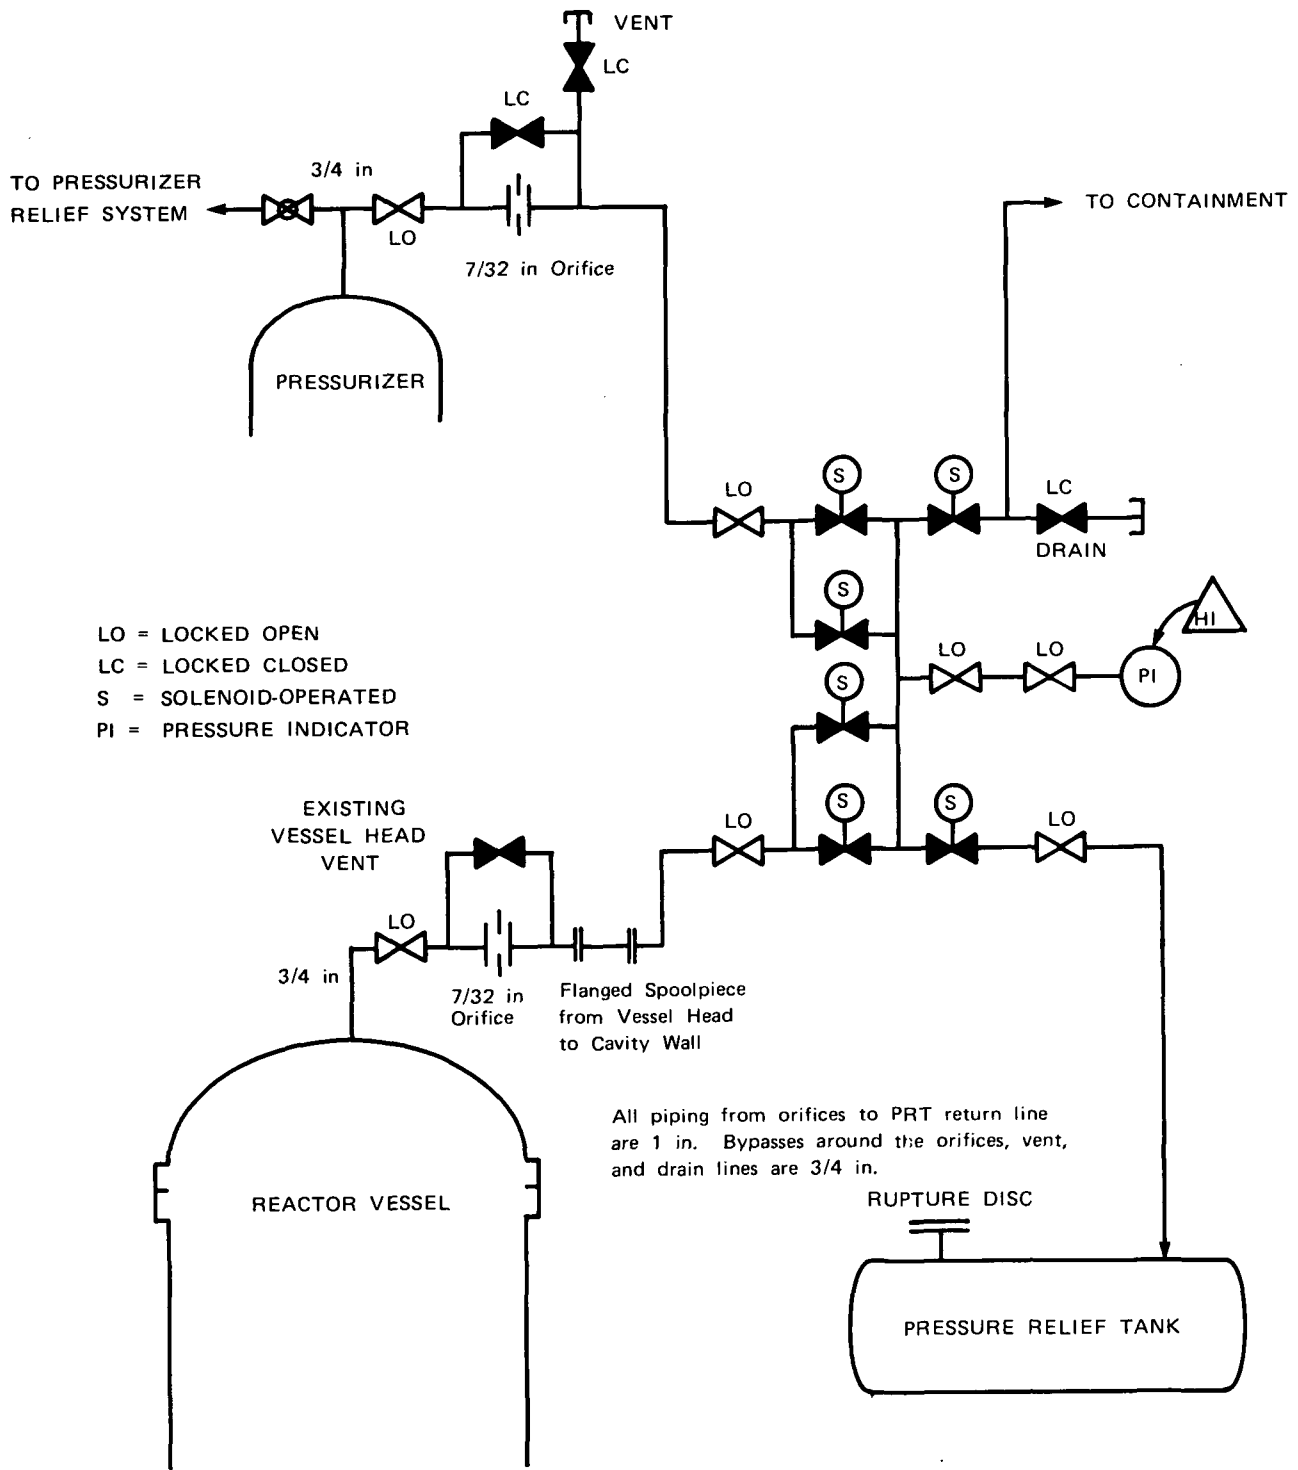 VENT
LC
LC
3/4 in
TO PRESSURIZER
RELIEF SYSTEM
LO
7/32 in Orifice
TO CONTAINMENT
PRESSURIZER
S
S
LO
LC
DRAIN
S
HI
LO
LO
PI
S
LO = LOCKED OPEN
LC = LOCKED CLOSED
S = SOLENOID-OPERATED
PI = PRESSURE INDICATOR
EXISTING
VESSEL HEAD
VENT
LO
S
S
LO
LO
3/4 in
7/32 in
Orifice
Flanged Spoolpiece
from Vessel Head
to Cavity Wall
All piping from orifices to PRT return line
are 1 in. Bypasses around the orifices, vent,
and drain lines are 3/4 in.
REACTOR VESSEL
RUPTURE DISC
PRESSURE RELIEF TANK